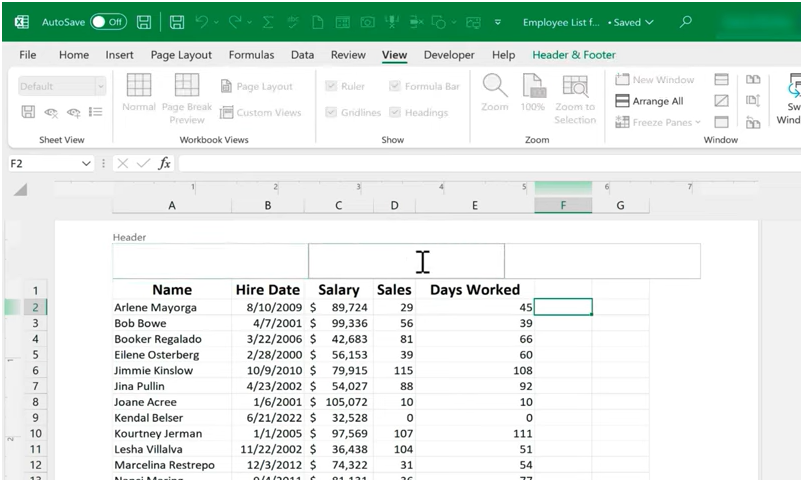 AutoSave Off Employee List f... • Saved
File Home Insert Page Layout Formulas Data Review View Developer Help Header & Footer
Default
Normal Page Break Preview Page Layout Custom Views
Sheet View Workbook Views
Ruler Formula Bar
Gridlines Headings
Show
Zoom 100% Zoom to Selection
Zoom
New Window
Arrange All
Freeze Panes
Window
F2 fx
1 2 3 4 5 6 7
A B C D E F G
Header
1 Name Hire Date Salary Sales Days Worked
2 Arlene Mayorga 8/10/2009 $ 89,724 29 45
3 Bob Bowe 4/7/2001 $ 99,336 56 39
4 Booker Regalado 3/22/2006 $ 42,683 81 66
5 Eilene Osterberg 2/28/2000 $ 56,153 39 60
6 Jimmie Kinslow 10/9/2010 $ 79,915 115 108
7 Jina Pullin 4/23/2002 $ 54,027 88 92
8 Joane Acree 1/6/2001 $ 105,072 10 10
9 Kendal Belser 6/21/2022 $ 32,528 0 0
10 Kourtney Jerman 1/1/2005 $ 97,569 107 111
11 Lesha Villalva 11/22/2002 $ 36,438 104 51
12 Marcelina Restrepo 12/3/2012 $ 74,322 31 54